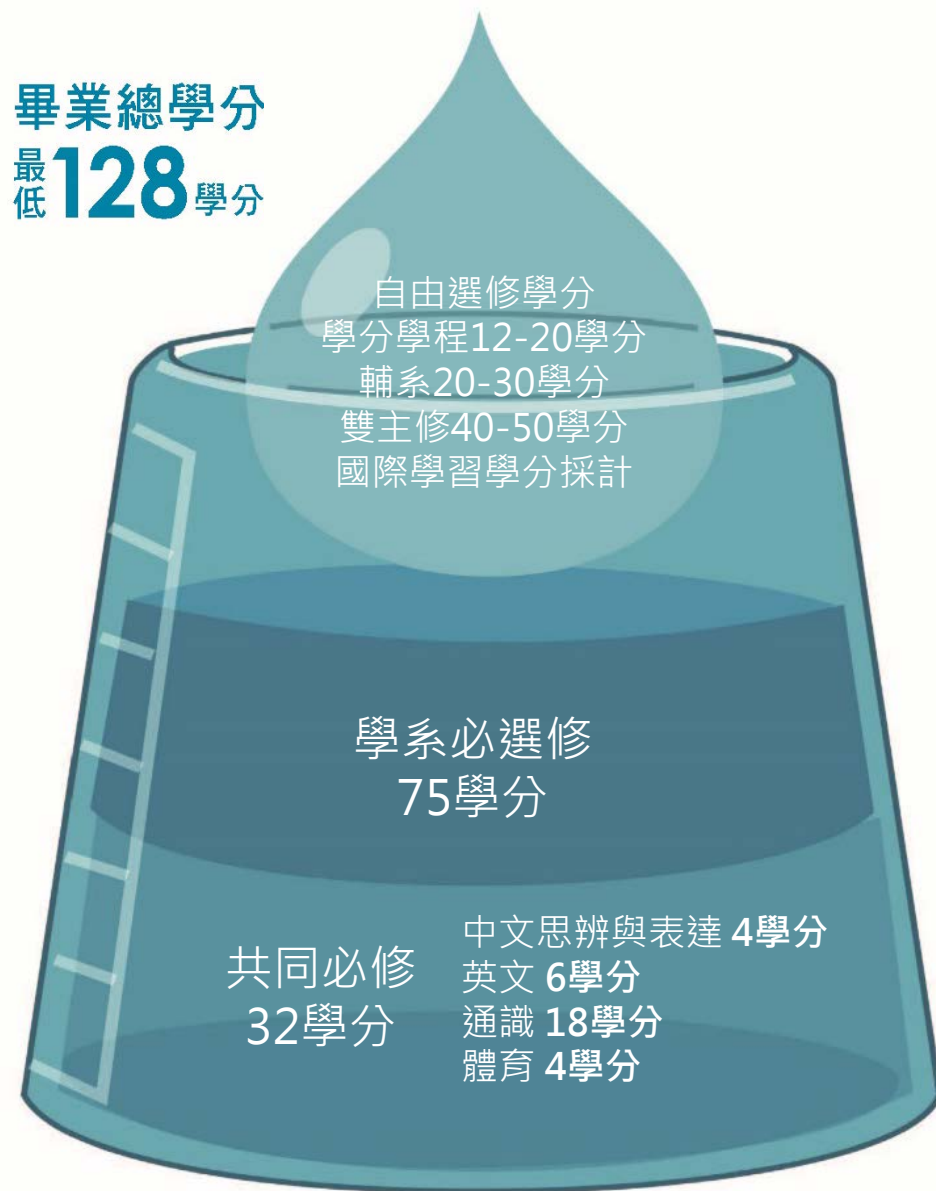 畢業總學分
最低128學分
自由選修學分
學分學程12-20學分
輔系20-30學分
雙主修40-50學分
國際學習學分採計
學系必選修
75學分
共同必修
32學分
中文思辨與表達 4學分
英文 6學分
通識 18學分
體育 4學分